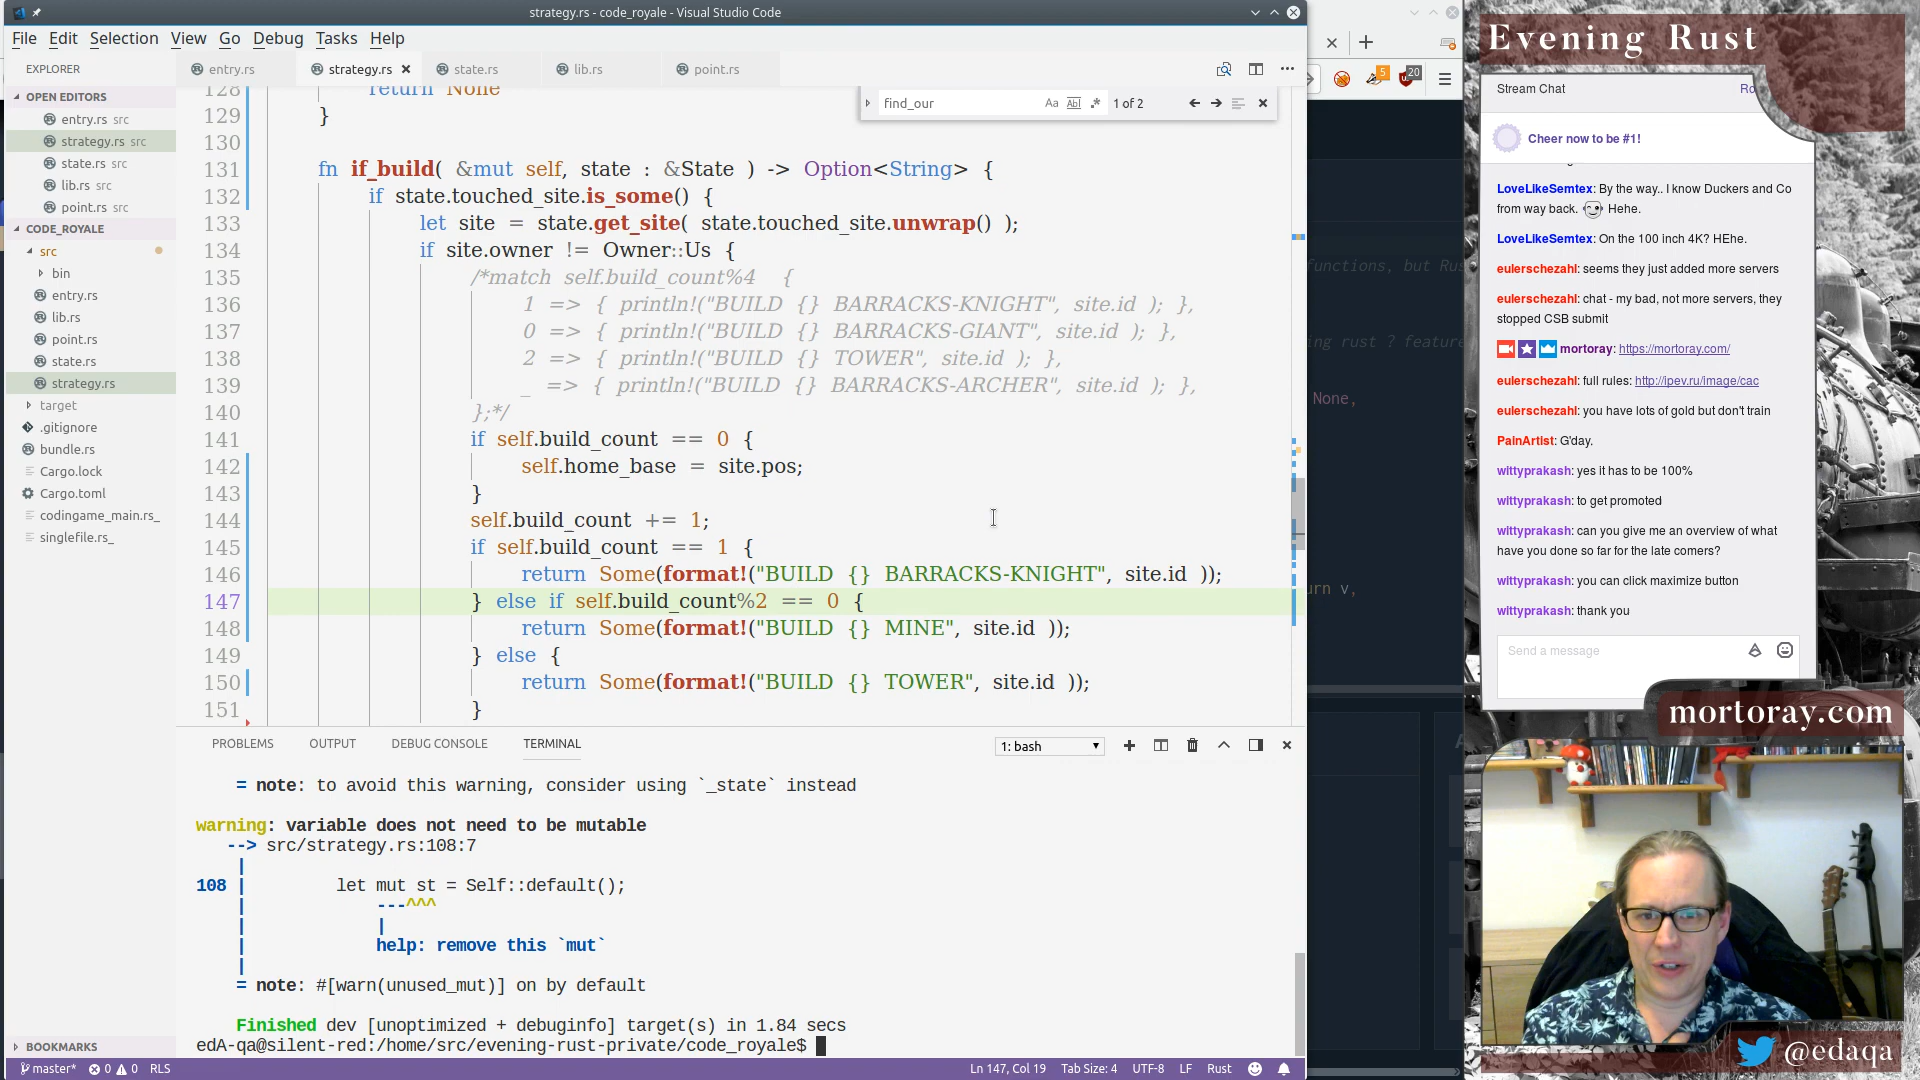 strategy.rs - code_royale - Visual Studio Code
File Edit Selection View Go Debug Tasks Help
EXPLORER
OPEN EDITORS
entry.rs src
strategy.rs src
state.rs src
lib.rs src
point.rs src
CODE_ROYALE
src
bin
entry.rs
lib.rs
point.rs
state.rs
strategy.rs
target
.gitignore
bundle.rs
Cargo.lock
Cargo.toml
codingame_main.rs_
singlefile.rs_
BOOKMARKS
entry.rs strategy.rs state.rs lib.rs point.rs
find_our Aa Abl .* 1 of 2
128 return None
129 }
130
131 fn if_build( &mut self, state : &State ) -> Option<String> {
132 if state.touched_site.is_some() {
133 let site = state.get_site( state.touched_site.unwrap() );
134 if site.owner != Owner::Us {
135 /*match self.build_count%4 {
136 1 => { println!("BUILD {} BARRACKS-KNIGHT", site.id ); },
137 0 => { println!("BUILD {} BARRACKS-GIANT", site.id ); },
138 2 => { println!("BUILD {} TOWER", site.id ); },
139 _ => { println!("BUILD {} BARRACKS-ARCHER", site.id ); },
140 };*/
141 if self.build_count == 0 {
142 self.home_base = site.pos;
143 }
144 self.build_count += 1;
145 if self.build_count == 1 {
146 return Some(format!("BUILD {} BARRACKS-KNIGHT", site.id ));
147 } else if self.build_count%2 == 0 {
148 return Some(format!("BUILD {} MINE", site.id ));
149 } else {
150 return Some(format!("BUILD {} TOWER", site.id ));
151 }
PROBLEMS OUTPUT DEBUG CONSOLE TERMINAL
1: bash
= note: to avoid this warning, consider using `_state` instead
warning: variable does not need to be mutable
--> src/strategy.rs:108:7
|
108 | let mut st = Self::default();
| ---^^^
| |
| help: remove this `mut`
|
= note: #[warn(unused_mut)] on by default
Finished dev [unoptimized + debuginfo] target(s) in 1.84 secs
edA-qa@silent-red:/home/src/evening-rust-private/code_royale$
master* 0 0 RLS
Ln 147, Col 19 Tab Size: 4 UTF-8 LF Rust
5 20
functions, but Rus
ing rust ? feature
None,
urn v,
Evening Rust
Stream Chat
Ro
Cheer now to be #1!
LoveLikeSemtex: By the way.. I know Duckers and Co
from way back. Hehe.
LoveLikeSemtex: On the 100 inch 4K? HEhe.
eulerschezahl: seems they just added more servers
eulerschezahl: chat - my bad, not more servers, they
stopped CSB submit
mortoray: https://mortoray.com/
eulerschezahl: full rules: http://ipev.ru/image/cac
eulerschezahl: you have lots of gold but don't train
PainArtist: G'day.
wittyprakash: yes it has to be 100%
wittyprakash: to get promoted
wittyprakash: can you give me an overview of what
have you done so far for the late comers?
wittyprakash: you can click maximize button
wittyprakash: thank you
Send a message
mortoray.com
@edaqa